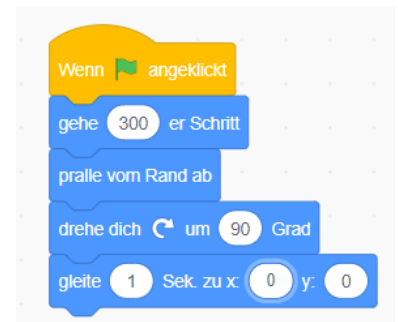 Wenn angeklickt
gehe 300 er Schritt
pralle vom Rand ab
drehe dich um 90 Grad
gleite 1 Sek. zu x: 0 y: 0